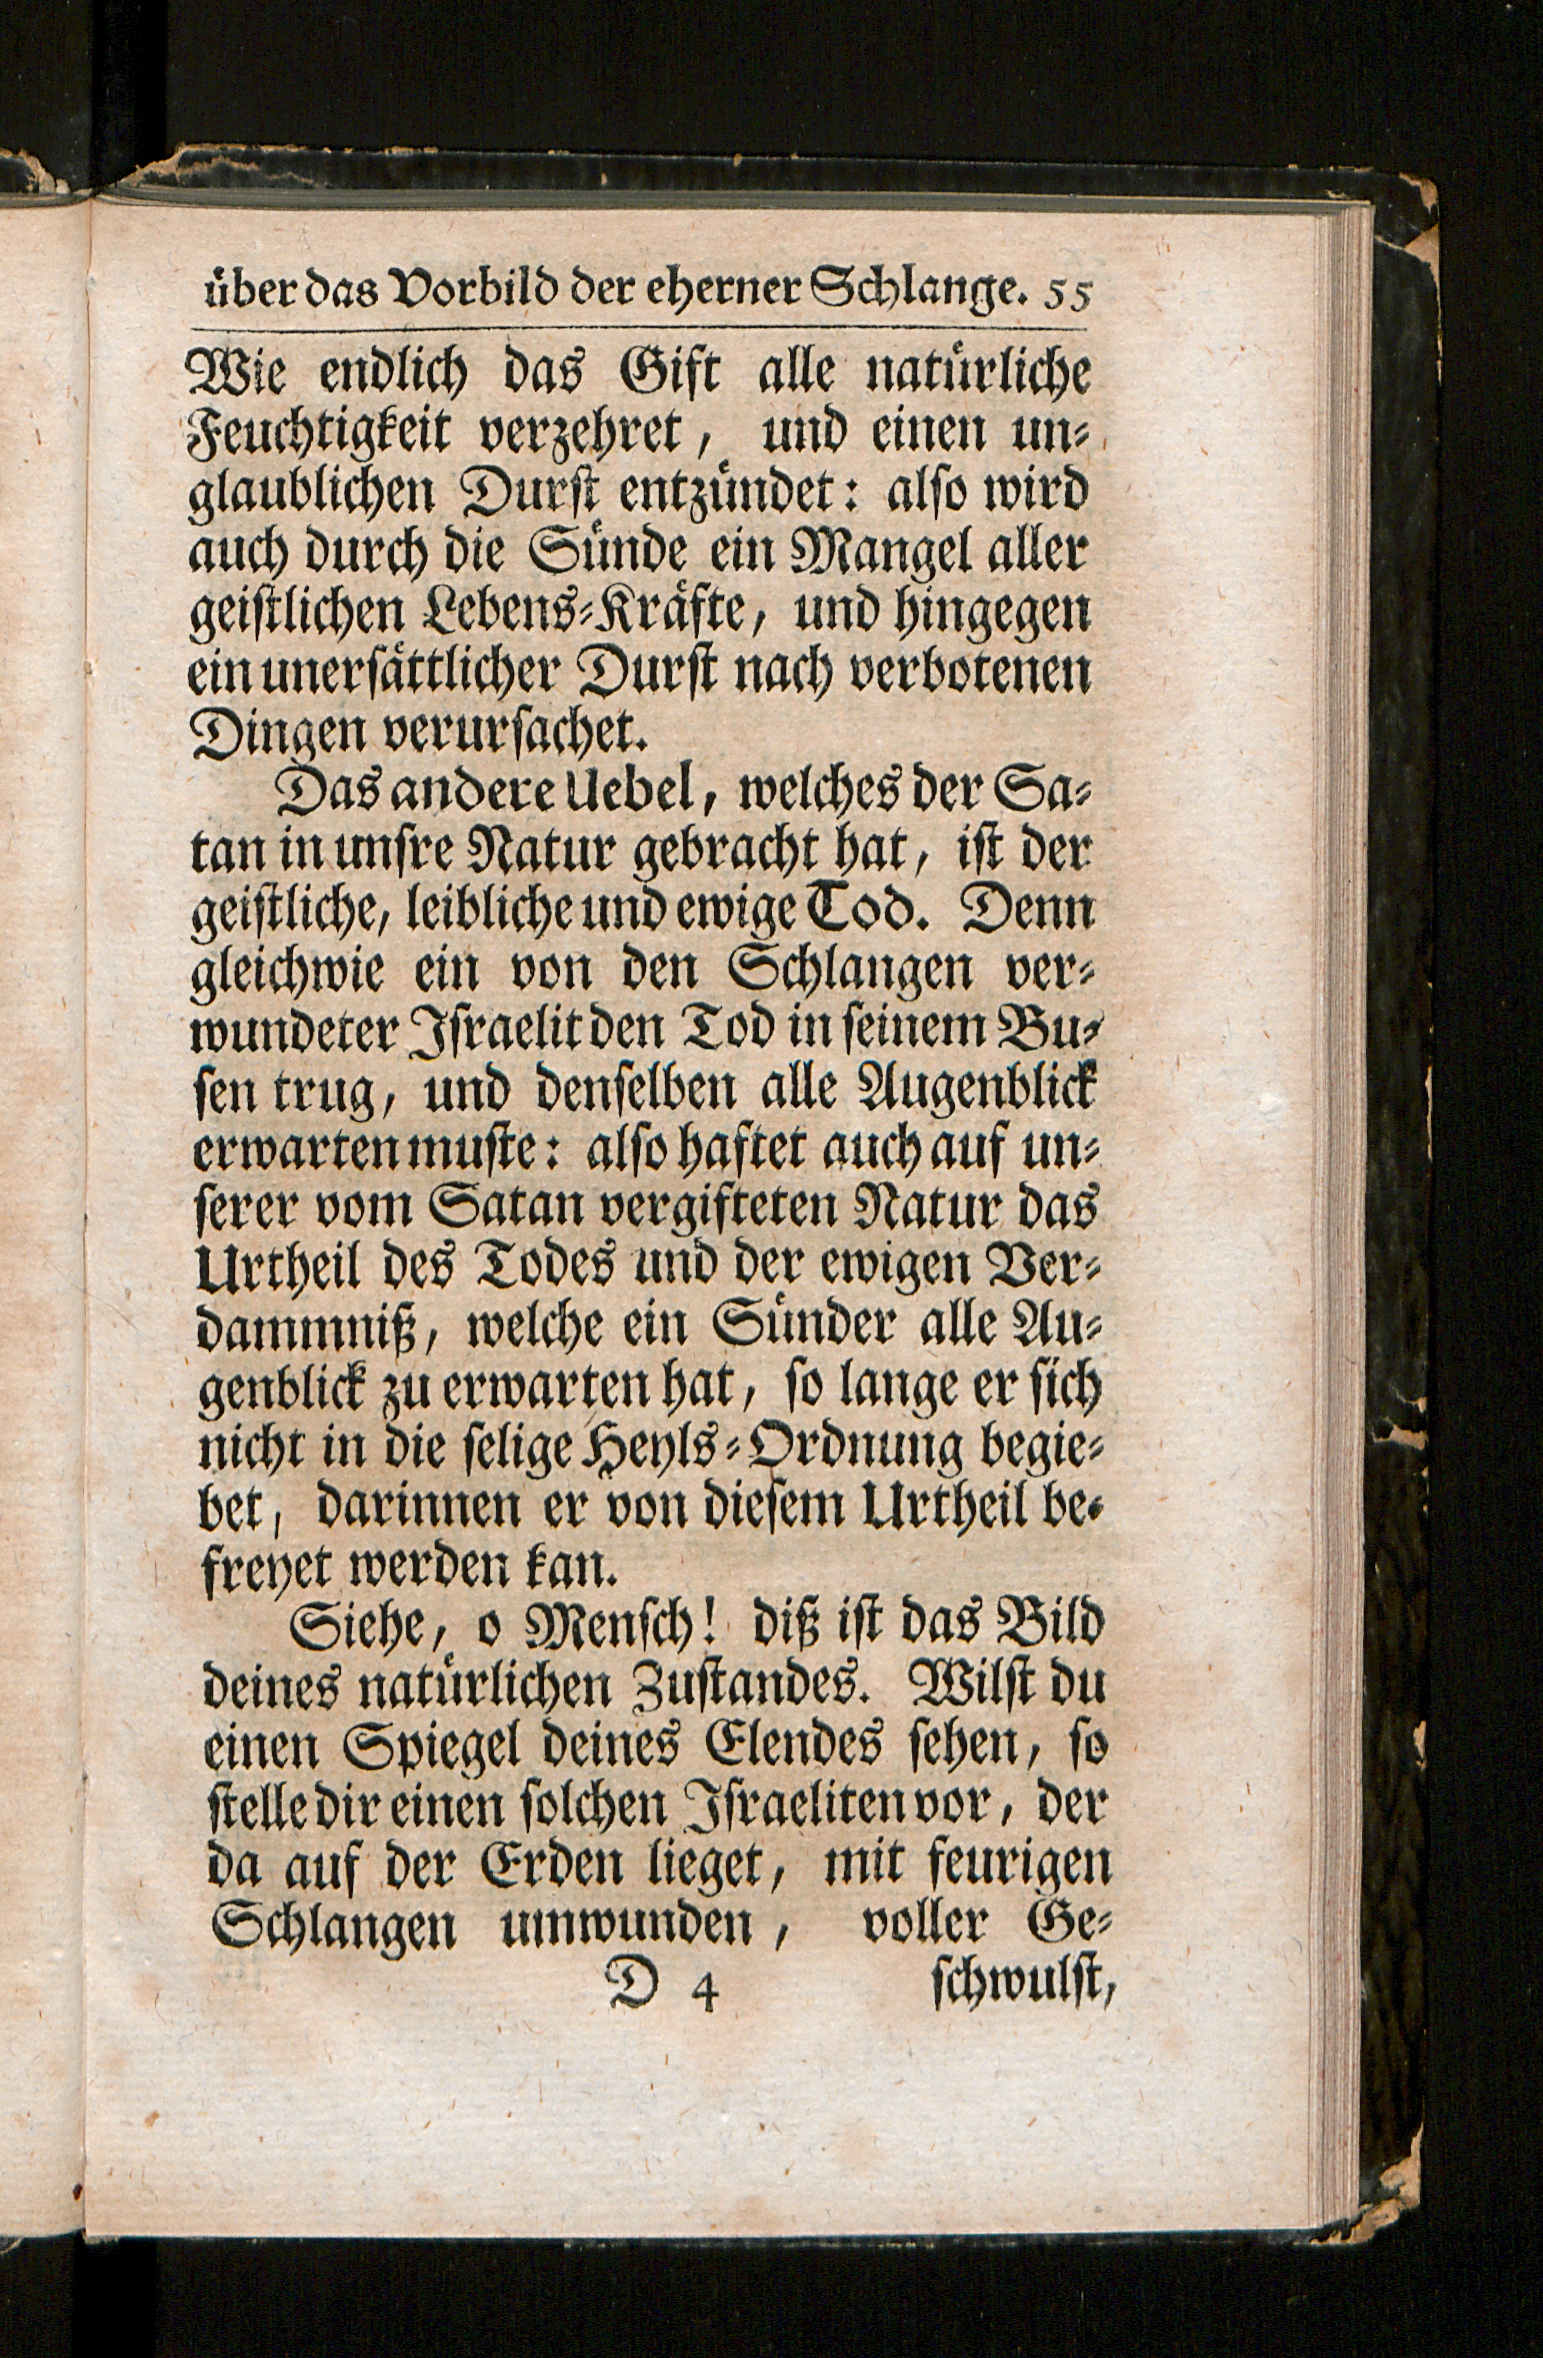 über das Vorbild der eherner Schlange. 55
Wie endlich das Gift alle natürliche
Feuchtigkeit verzehret, und einen un⸗
glaublichen Durſt entzündet: alſo wird
auch durch die Sünde ein Mangel aller
geiſtlichen Lebens⸗Kräfte, und hingegen
ein unerſättlicher Durſt nach verbotenen
Dingen verurſachet.
Das andere Uebel, welches der Sa⸗
tan in unſre Natur gebracht hat, iſt der
geiſtliche, leibliche und ewige Tod. Denn
gleichwie ein von den Schlangen ver⸗
wundeter Iſraelit den Tod in ſeinem Bu⸗
ſen trug, und denſelben alle Augenblick
erwarten muſte: alſo haftet auch auf un⸗
ſerer vom Satan vergifteten Natur das
Urtheil des Todes und der ewigen Ver⸗
dammniß, welche ein Sünder alle Au⸗
genblick zu erwarten hat, ſo lange er ſich
nicht in die ſelige Heyls⸗Ordnung begie⸗
bet, darinnen er von dieſem Urtheil be⸗
freyet werden kan.
Siehe, o Menſch! diß iſt das Bild
deines natürlichen Zuſtandes. Wilſt du
einen Spiegel deines Elendes ſehen, ſo
ſtelle dir einen ſolchen Iſraeliten vor, der
da auf der Erden lieget, mit feurigen
Schlangen umwunden, voller Ge⸗
D 4 ſchwulſt,